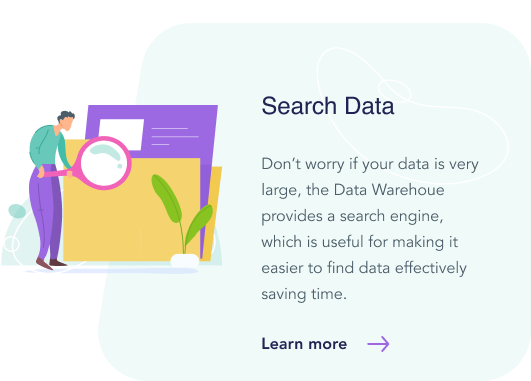 Search Data
Don't worry if your data is very
large, the Data Warehoue
provides a search engine,
which is useful for making it
easier to find data effectively
saving time.
Learn more